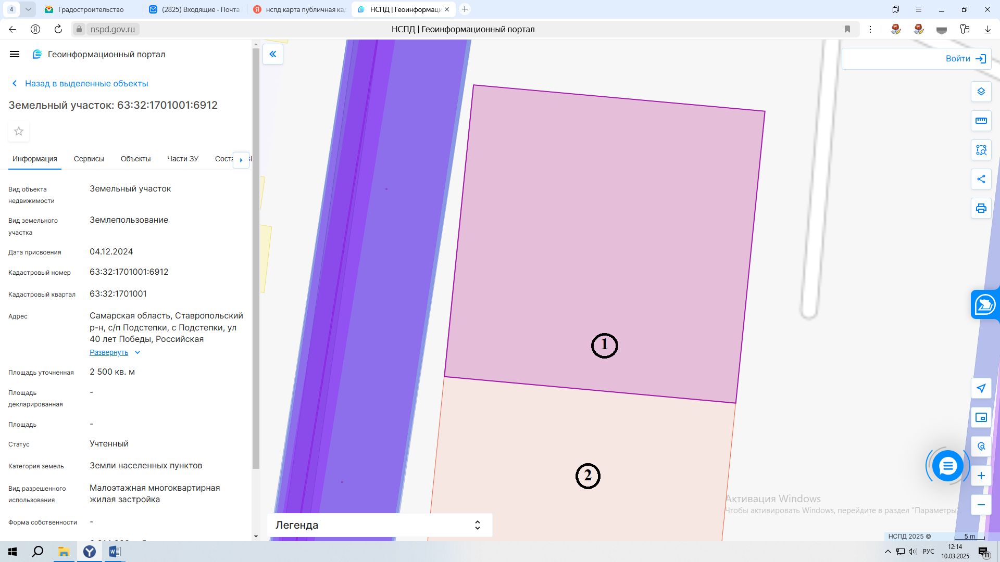 4
Градостроительство
(2825) Входящие - Почта
нспд карта публичная ка
НСПД | Геоинформаци
nspd.gov.ru
НСПД | Геоинформационный портал
Геоинформационный портал
Войти
Назад в выделенные объекты
Земельный участок: 63:32:1701001:6912
Информация Сервисы Объекты Части ЗУ Соста
Вид объекта недвижимости Земельный участок
Вид земельного участка Землепользование
Дата присвоения 04.12.2024
Кадастровый номер 63:32:1701001:6912
Кадастровый квартал 63:32:1701001
Адрес Самарская область, Ставропольский
р-н, с/п Подстепки, с Подстепки, ул
40 лет Победы, Российская
Развернуть
Площадь уточненная 2 500 кв. м
Площадь декларированная -
Площадь -
Статус Учтенный
Категория земель Земли населенных пунктов
Вид разрешенного использования Малоэтажная многоквартирная жилая застройка
Форма собственности -
1
2
Легенда
Активация Windows
Чтобы активировать Windows, перейдите в раздел "Параметры".
НСПД 2025 ©
5 m
РУС
12:14
10.03.2025
11